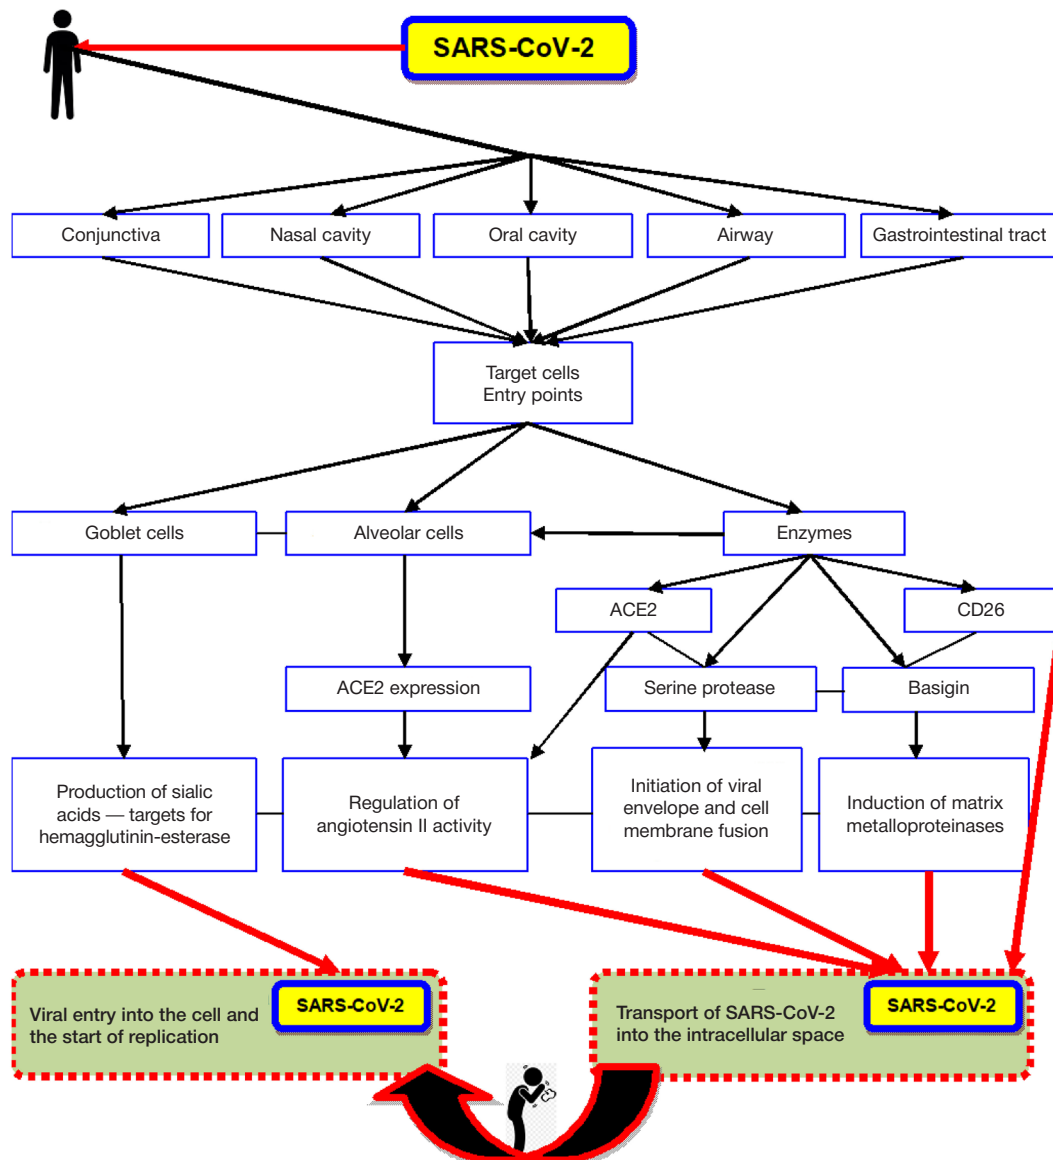 SARS-CoV-2
Conjunctiva
Nasal cavity
Oral cavity
Airway
Gastrointestinal tract
Target cells
Entry points
Goblet cells
Alveolar cells
Enzymes
ACE2
CD26
ACE2 expression
Serine protease
Basigin
Production of sialic
acids — targets for
hemagglutinin-esterase
Regulation of
angiotensin II activity
Initiation of viral
envelope and cell
membrane fusion
Induction of matrix
metalloproteinases
Viral entry into the cell and
the start of replication
SARS-CoV-2
Transport of SARS-CoV-2
into the intracellular space
SARS-CoV-2